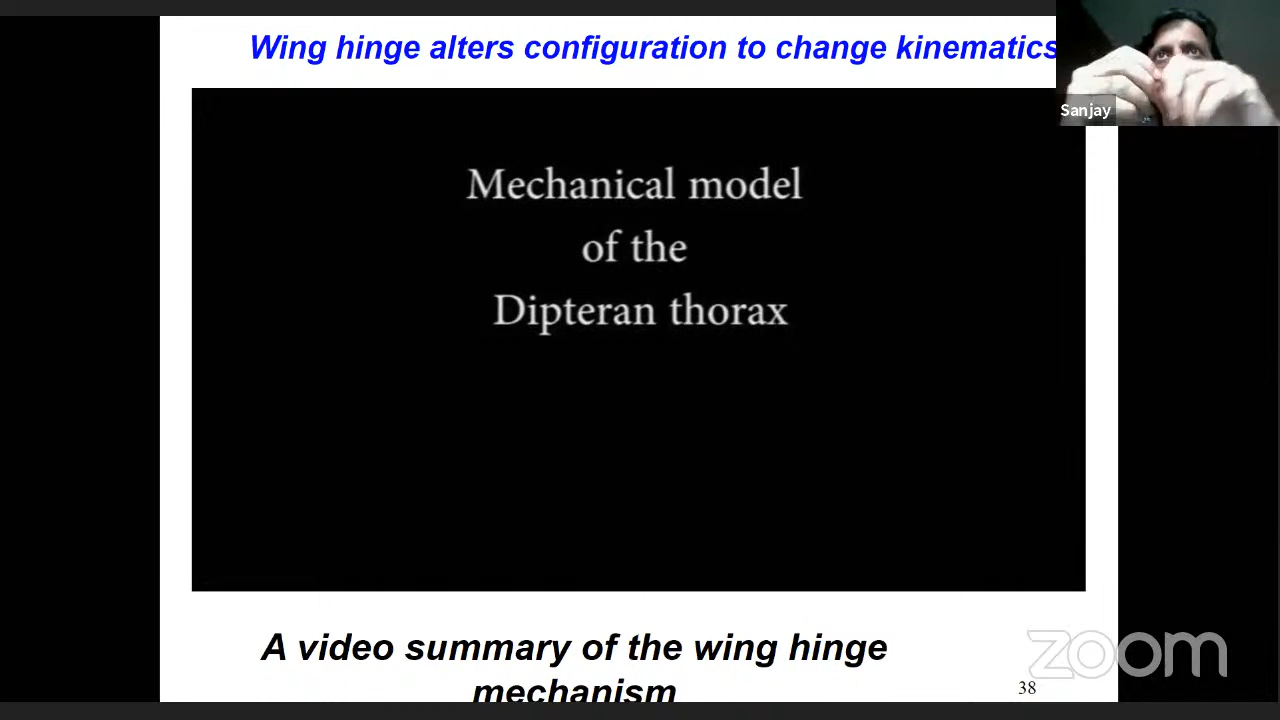 Wing hinge alters configuration to change kinematics
Sanjay
Mechanical model
of the
Dipteran thorax
A video summary of the wing hinge
mechanism
38
zoom